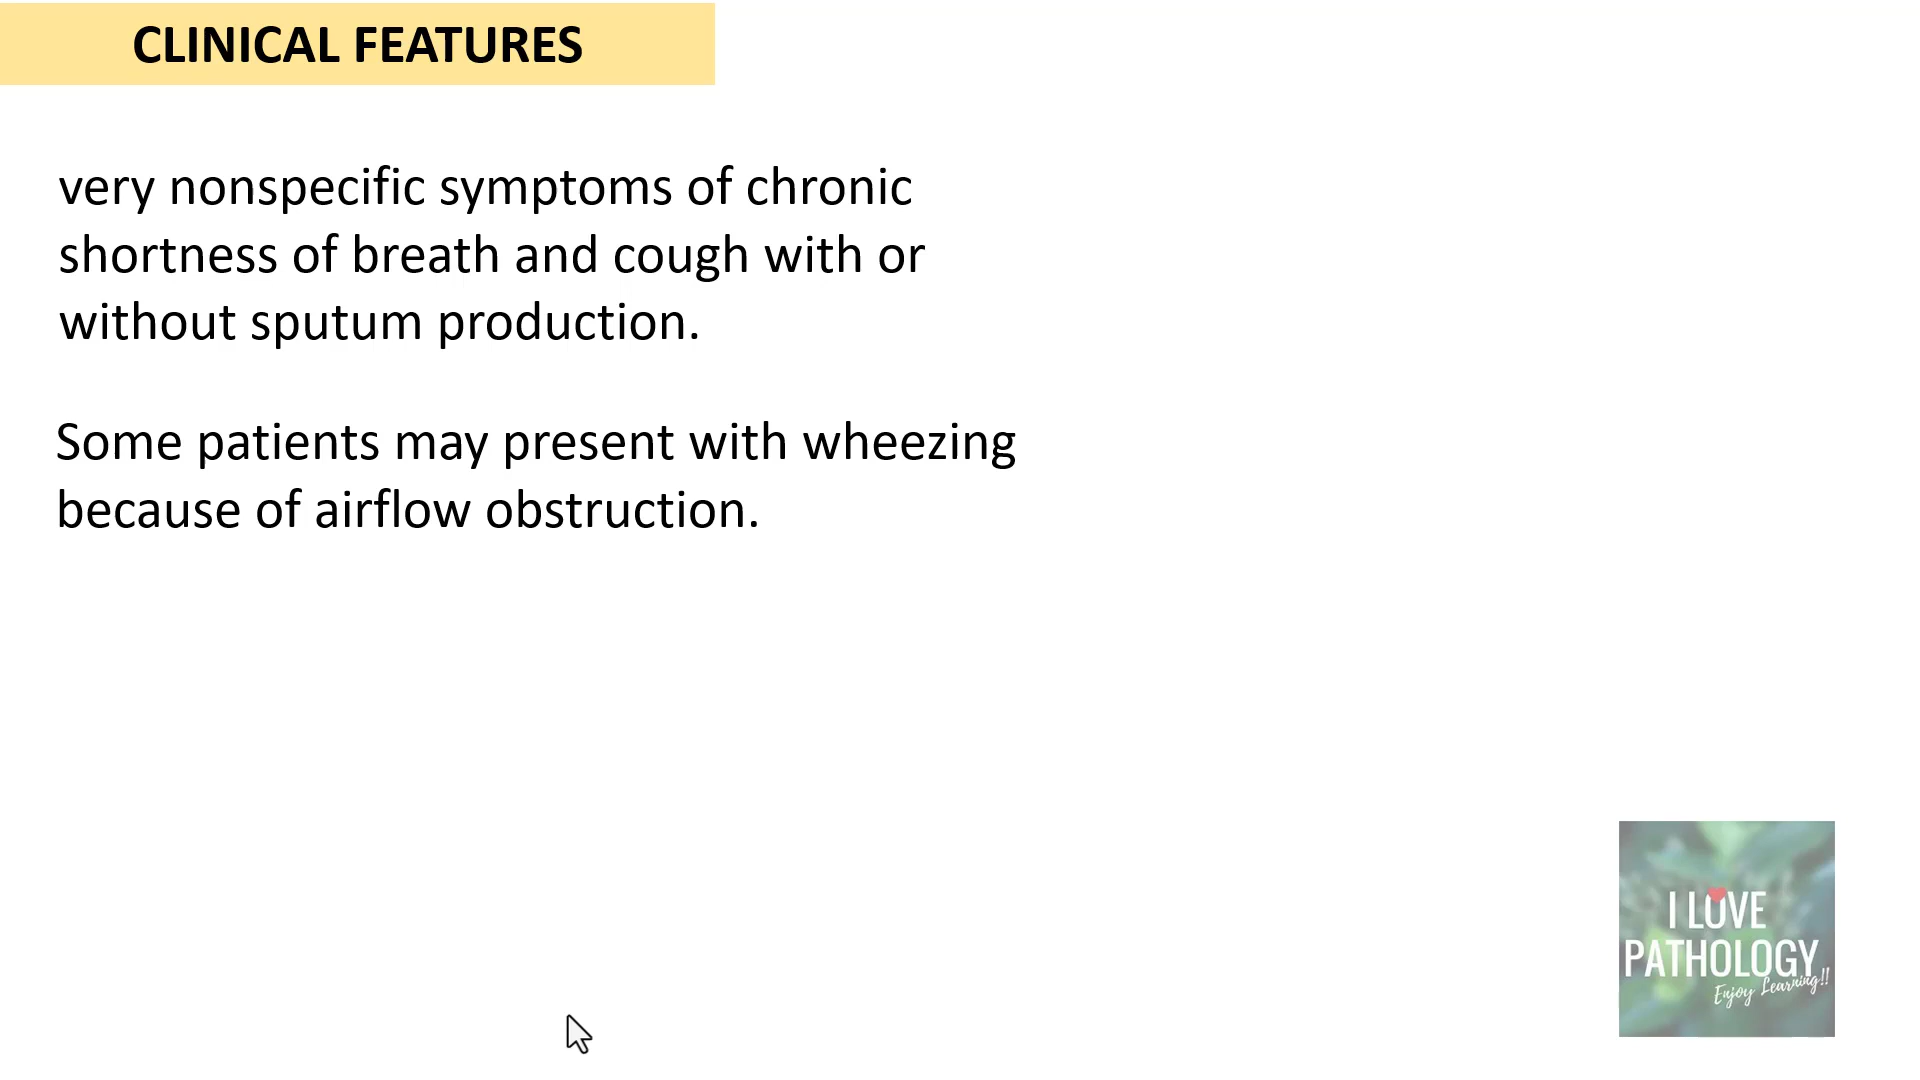 CLINICAL FEATURES
very nonspecific symptoms of chronic
shortness of breath and cough with or
without sputum production.
Some patients may present with wheezing
because of airflow obstruction.
I LOVE
PATHOLOGY
Enjoy Learning!!